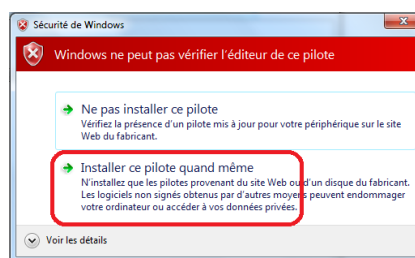 Sécurité de Windows
Windows ne peut pas vérifier l'éditeur de ce pilote
Ne pas installer ce pilote
Vérifiez la présence d'un pilote mis à jour pour votre périphérique sur le site
Web du fabricant.
Installer ce pilote quand même
N'installez que les pilotes provenant du site Web ou d'un disque du fabricant.
Les logiciels non signés obtenus par d'autres moyens peuvent endommager
votre ordinateur ou accéder à vos données privées.
Voir les détails